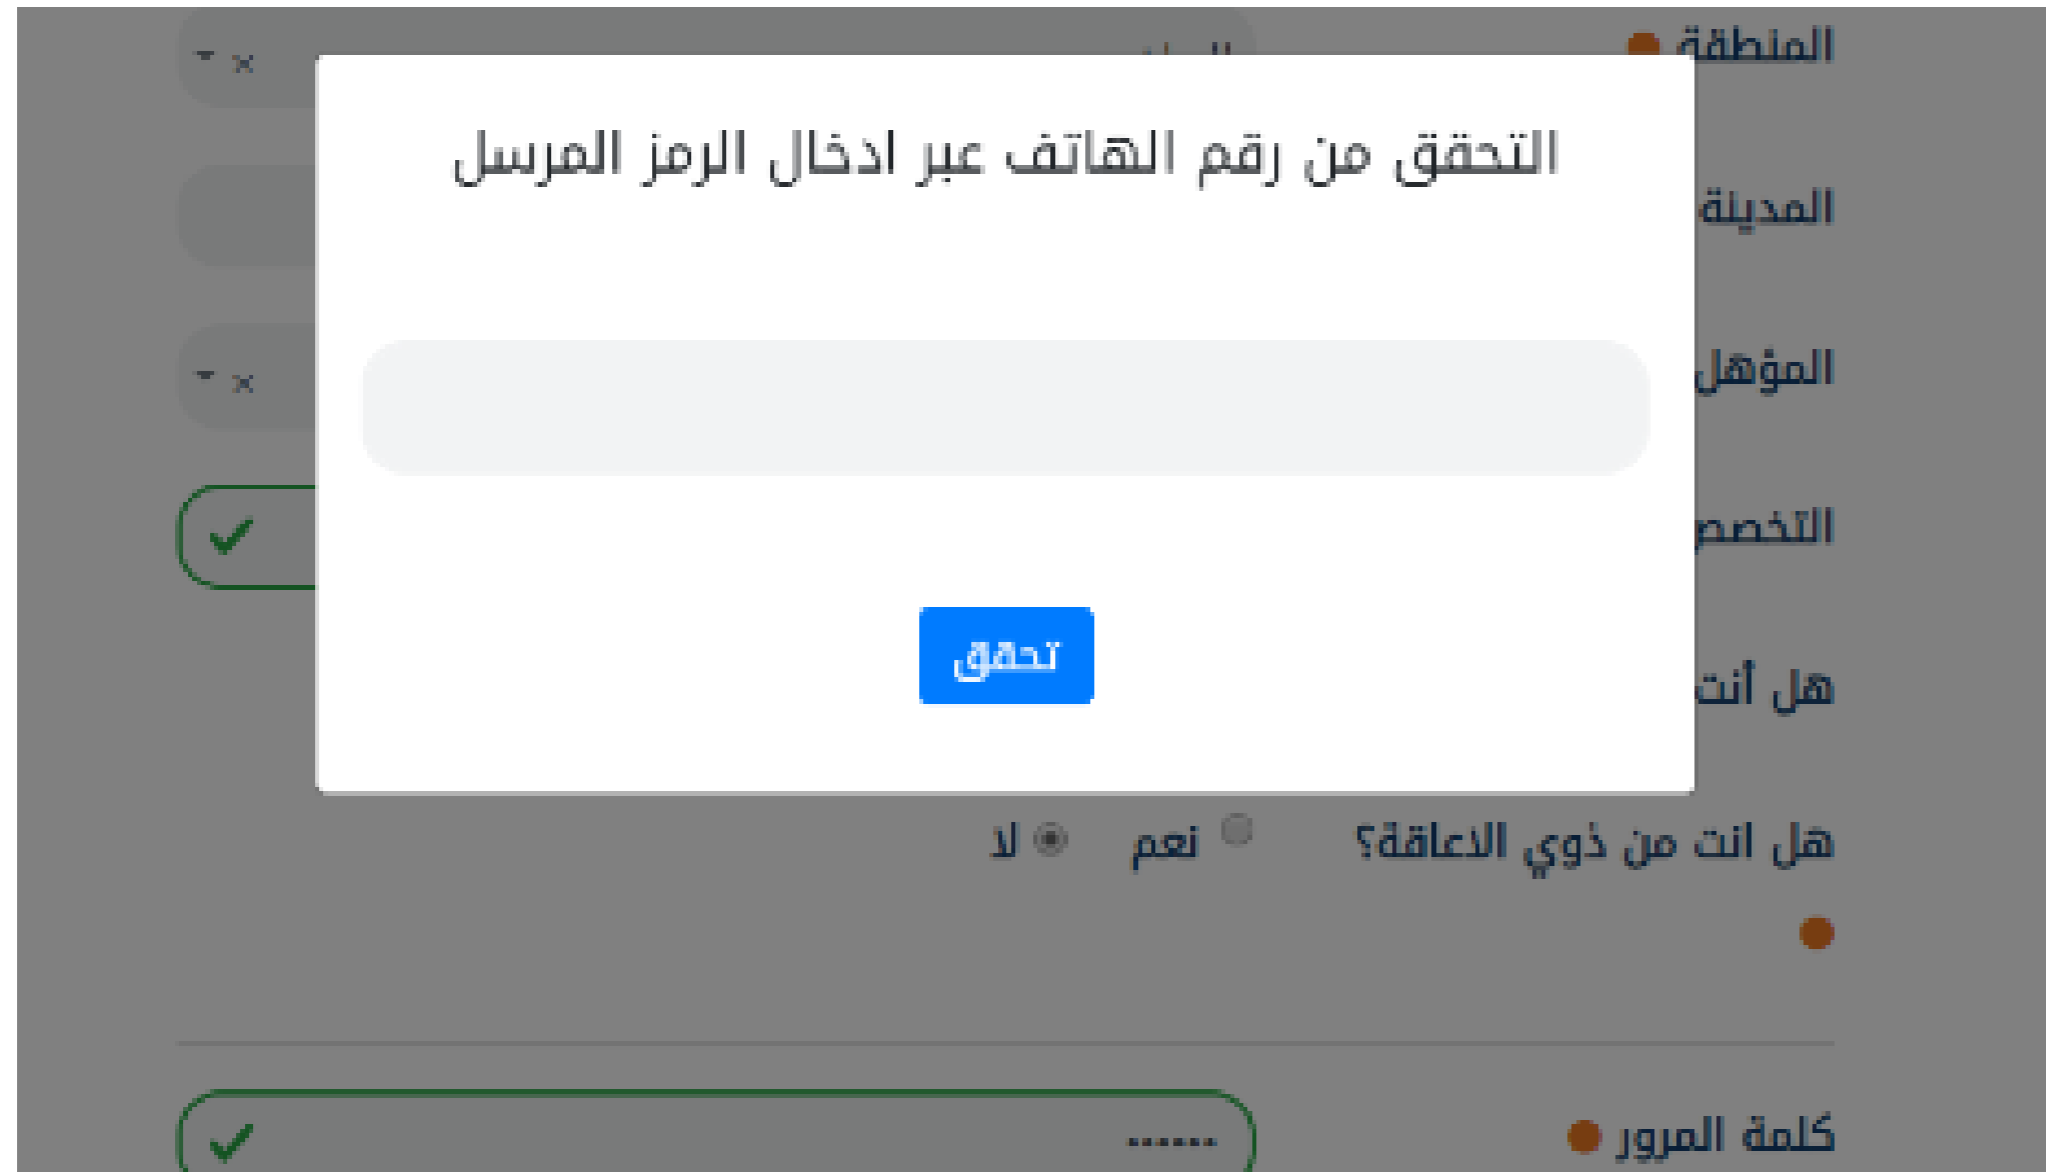 المنطقة
التحقق من رقم الهاتف عبر ادخال الرمز المرسل
المدينة
المؤهل
التخصص
تحقق
هل أنت
هل انت من ذوي الاعاقة؟ نعم لا
كلمة المرور ......